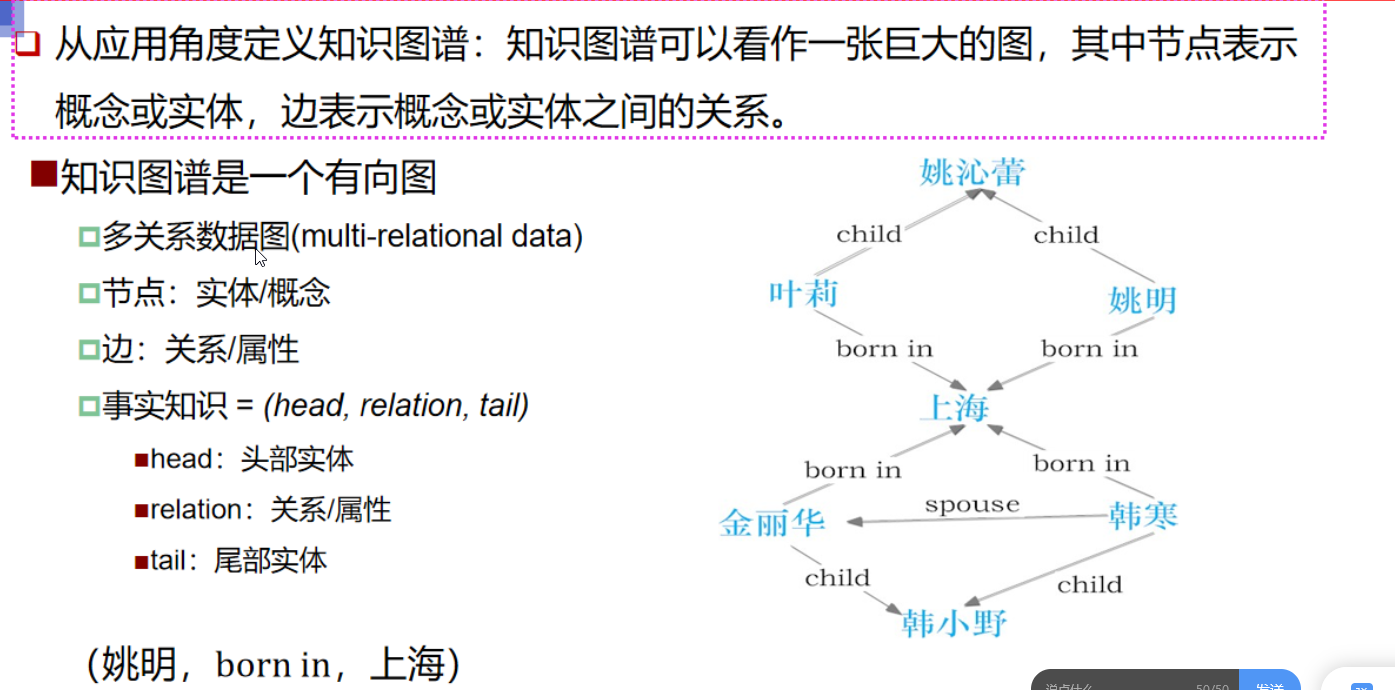 从应用角度定义知识图谱：知识图谱可以看作一张巨大的图，其中节点表示
概念或实体，边表示概念或实体之间的关系。
知识图谱是一个有向图
多关系数据图(multi-relational data)
节点：实体/概念
边：关系/属性
事实知识 = (head, relation, tail)
head：头部实体
relation：关系/属性
tail：尾部实体
（姚明，born in，上海）
姚沁蕾
child
child
叶莉
姚明
born in
born in
上海
born in
born in
金丽华
spouse
韩寒
child
child
韩小野
说点什么
50/50
发送